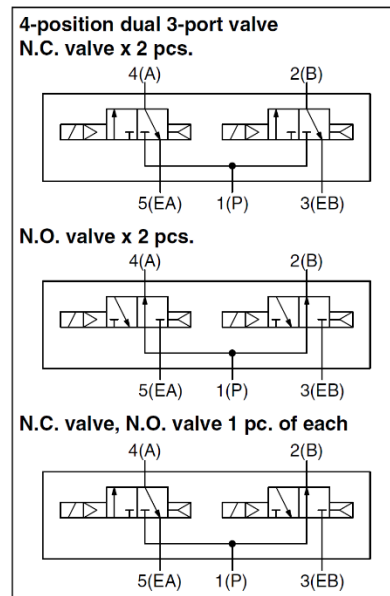 4-position dual 3-port valve
N.C. valve x 2 pcs.
4(A) 2(B)
5(EA) 1(P) 3(EB)
N.O. valve x 2 pcs.
4(A) 2(B)
5(EA) 1(P) 3(EB)
N.C. valve, N.O. valve 1 pc. of each
4(A) 2(B)
5(EA) 1(P) 3(EB)